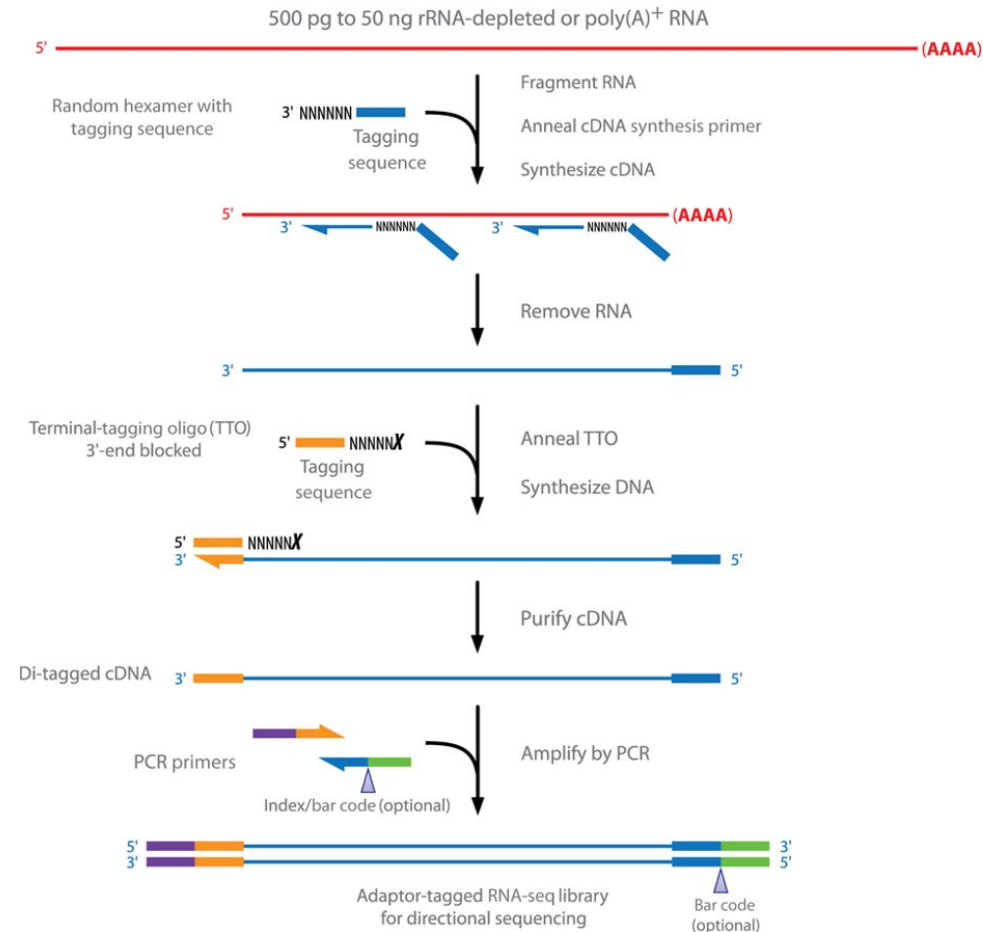 500 pg to 50 ng rRNA-depleted or poly(A)+ RNA
5' (AAAA)
Fragment RNA
Random hexamer with
tagging sequence
3' NNNNNN
Tagging
sequence
Anneal cDNA synthesis primer
Synthesize cDNA
5' (AAAA)
3' NNNNNN 3' NNNNNN
Remove RNA
3' 5'
Terminal-tagging oligo (TTO)
3'-end blocked
5' NNNNNX
Tagging
sequence
Anneal TTO
Synthesize DNA
5' NNNNNX
3' 5'
Purify cDNA
Di-tagged cDNA 3' 5'
PCR primers
Amplify by PCR
Index/bar code (optional)
5' 3'
3' 5'
Adaptor-tagged RNA-seq library
for directional sequencing
Bar code
(optional)